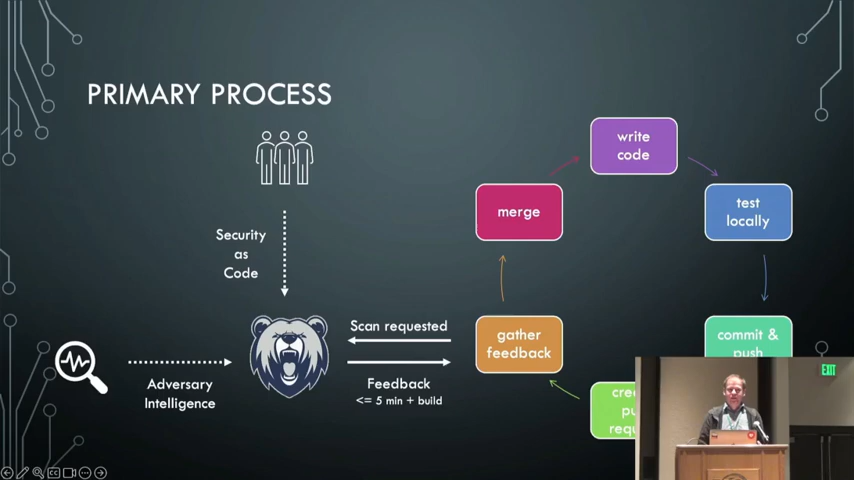 PRIMARY PROCESS
Security
as
Code
Adversary
Intelligence
Scan requested
Feedback
<= 5 min + build
write
code
test
locally
commit &
push
gather
feedback
merge
EXIT